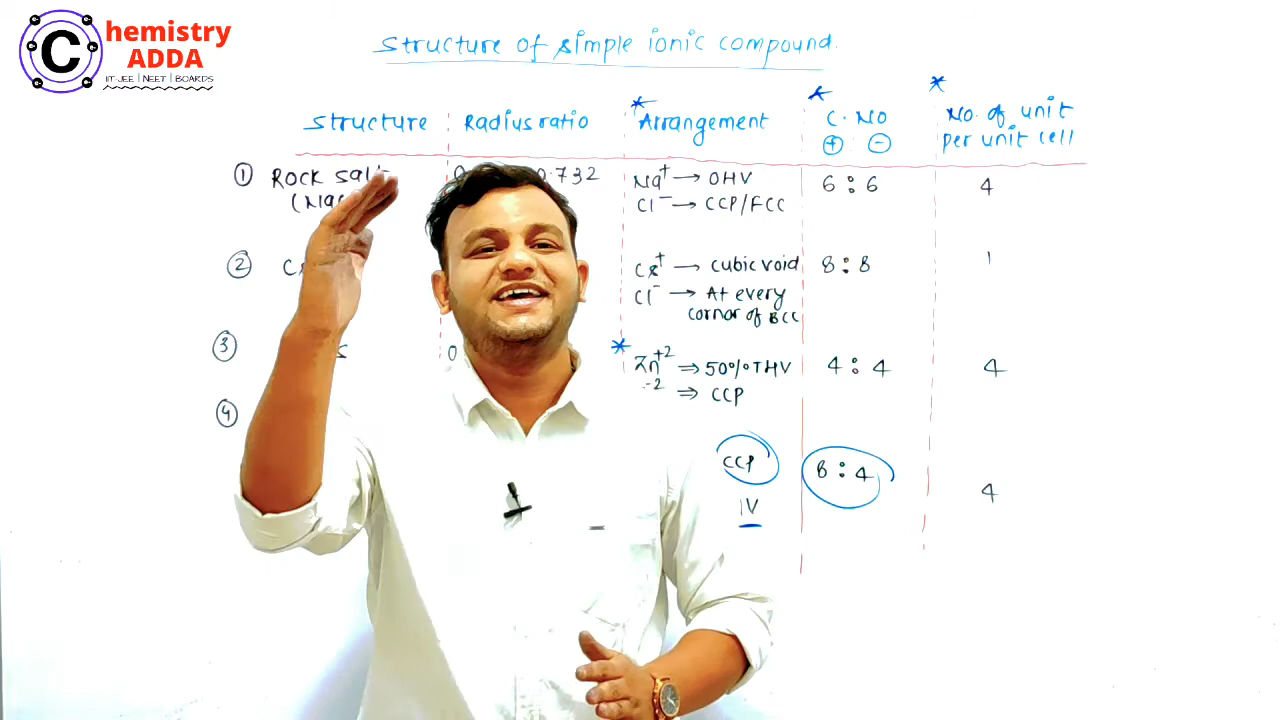 Chemistry
ADDA
IIT-JEE | NEET | BOARDS
Structure of simple ionic compound.
Structure Radius ratio * Arrangement * C. NO * No. of unit
+ - per unit cell
① Rock salt 0.732 Na+ → OHV 6 : 6 4
Cl- → CCP/FCC
② Cs+ → cubic void 8 : 8 1
Cl- → At every
cornor of BCC
③ 0 * Zn+2 ⇒ 50% THV 4 : 4 4
-2 ⇒ CCP
④
CCP 8 : 4
4